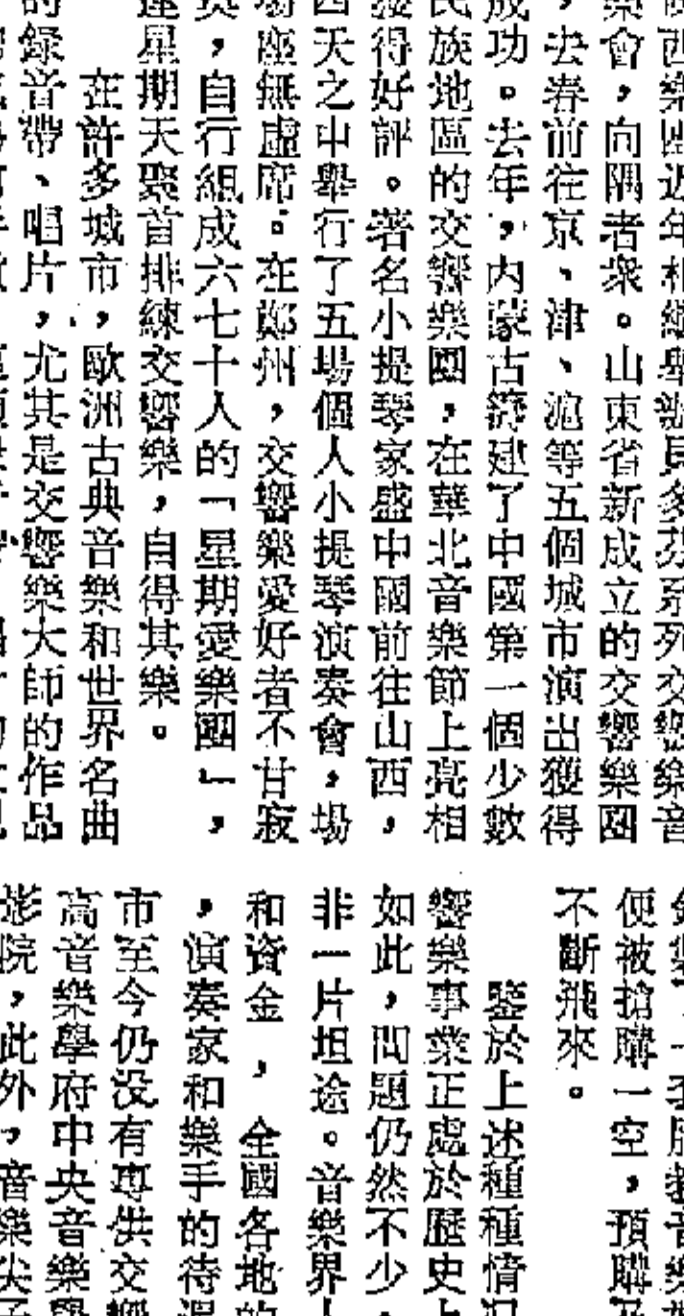 樂團近年相繼舉辦貝多芬系列交響樂音
樂會，向隅者衆。山東省新成立的交響樂團
，去春前往京、津、滬等五個城市演出獲得
成功。去年，内蒙古籌建了中國第一個少數
民族地區的交響樂團，在華北音樂節上亮相
獲得好評。著名小提琴家盛中國前往山西，
四天之中舉行了五場個人小提琴演奏會，場
場座無虛席。在鄭州，交響樂愛好者不甘寂
寞，自行組成六七十人的「星期愛樂團」，
逢星期天聚首排練交響樂，自得其樂。
在許多城市，歐洲古典音樂和世界名曲
的錄音帶、唱片，尤其是交響樂大師的作品
便被搶購一空，預購
不斷飛來。
鑒於上述種種情況
響樂事業正處於歷史上
如此，問題仍然不少，
非一片坦途。音樂界人
和資金，全國各地的
，演奏家和樂手的待遇
市至今仍没有專供交響
高音樂學府中央音樂學
影院，此外，音樂尖子